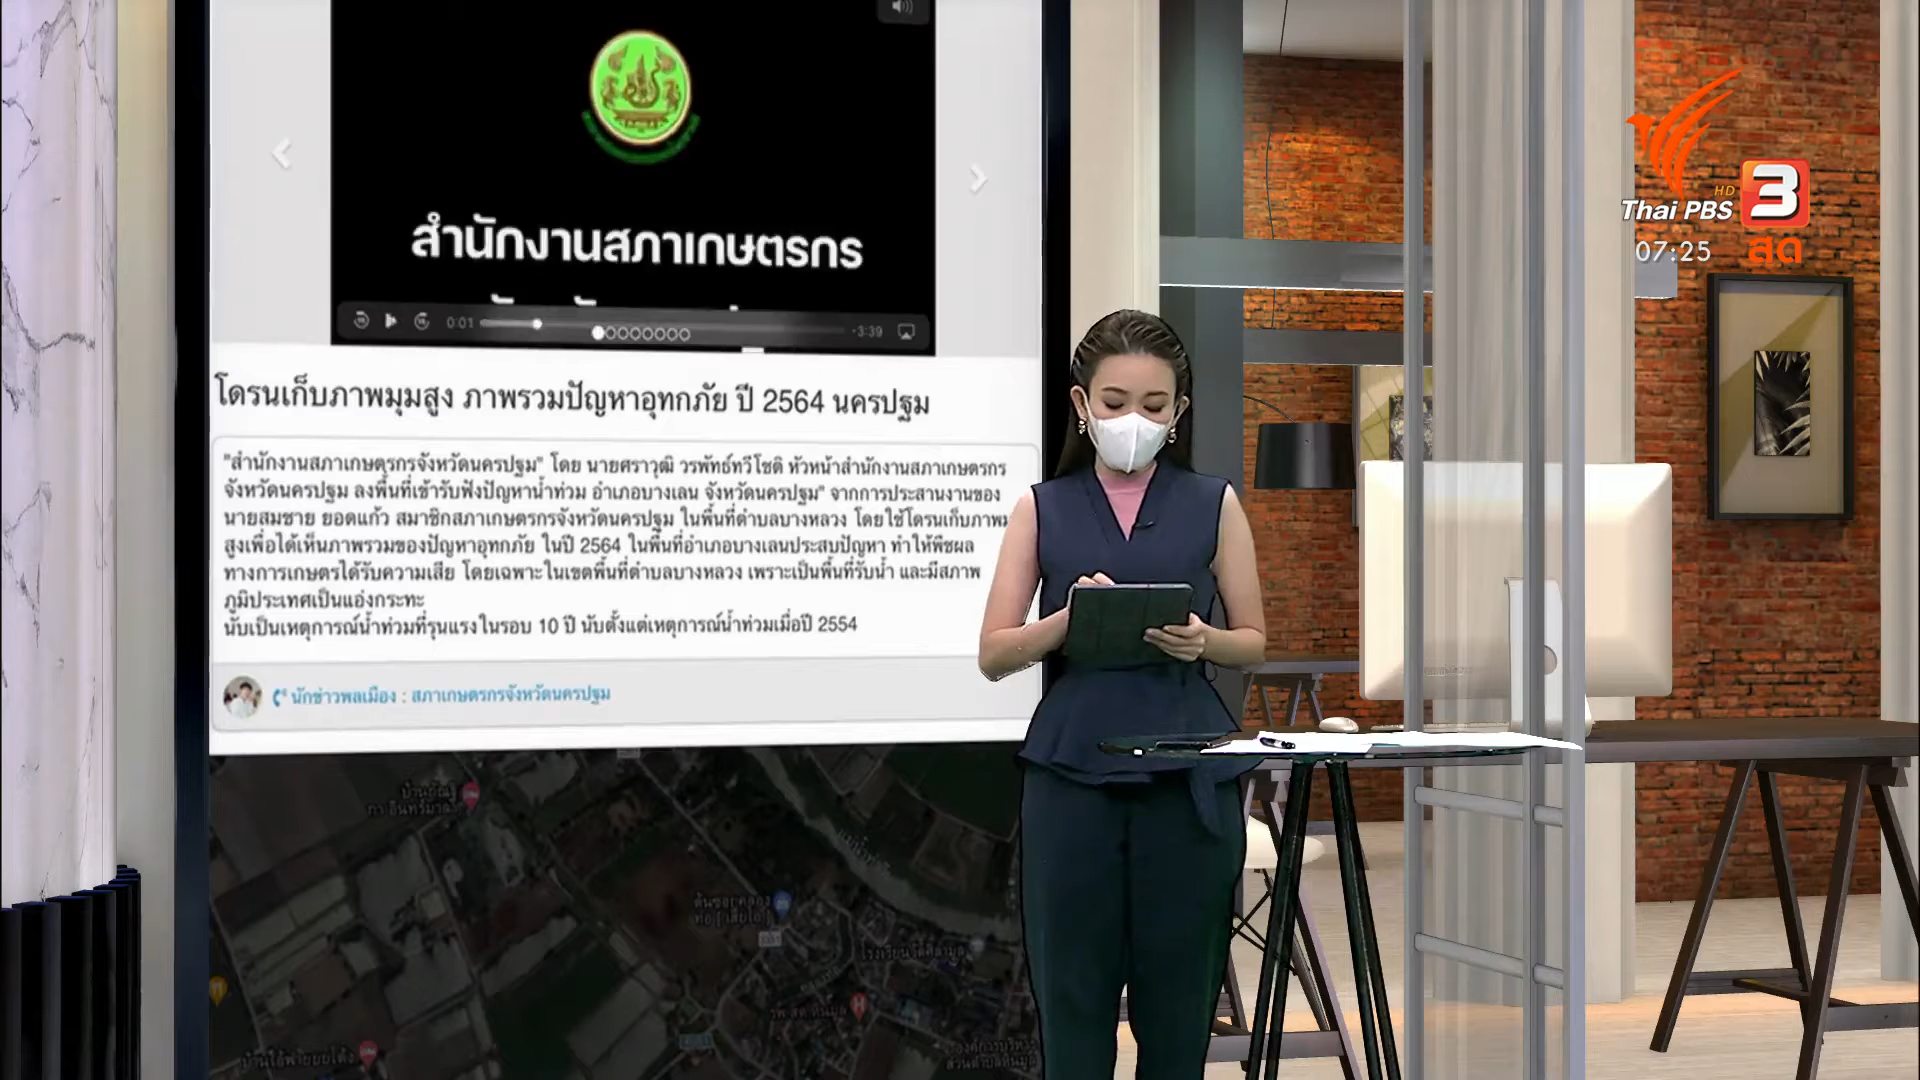 สำนักงานสภาเกษตรกร
0:01
-3:39
โดรนเก็บภาพมุมสูง ภาพรวมปัญหาอุทกภัย ปี 2564 นครปฐม
"สำนักงานสภาเกษตรกรจังหวัดนครปฐม" โดย นายศราวุฒิ วรพัทธ์ทวีโชติ หัวหน้าสำนักงานสภาเกษตรกร
จังหวัดนครปฐม ลงพื้นที่เข้ารับฟังปัญหาน้ำท่วม อำเภอบางเลน จังหวัดนครปฐม" จากการประสานงานของ
นายสมชาย ยอดแก้ว สมาชิกสภาเกษตรกรจังหวัดนครปฐม ในพื้นที่ตำบลบางหลวง โดยใช้โดรนเก็บภาพม
สูงเพื่อได้เห็นภาพรวมของปัญหาอุทกภัย ในปี 2564 ในพื้นที่อำเภอบางเลนประสบปัญหา ทำให้พืชผล
ทางการเกษตรได้รับความเสีย โดยเฉพาะในเขตพื้นที่ตำบลบางหลวง เพราะเป็นพื้นที่รับน้ำ และมีสภาพ
ภูมิประเทศเป็นแอ่งกระทะ
นับเป็นเหตุการณ์น้ำท่วมที่รุนแรงในรอบ 10 ปี นับตั้งแต่เหตุการณ์น้ำท่วมเมื่อปี 2554
นักข่าวพลเมือง : สภาเกษตรกรจังหวัดนครปฐม
HD
Thai PBS 3
07:25 สด